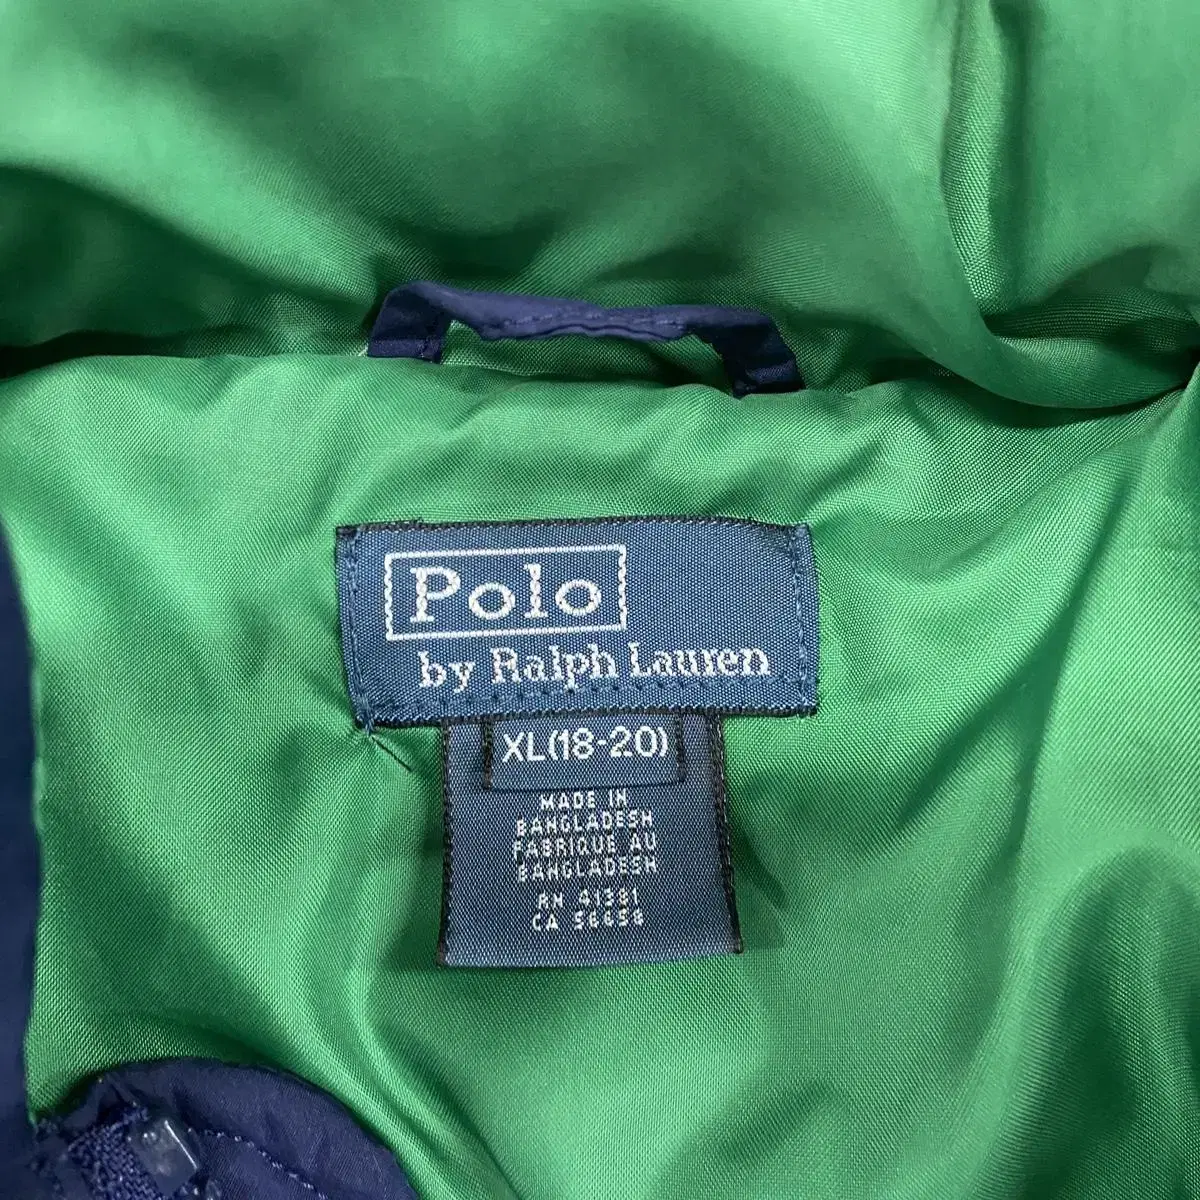 Polo
by Ralph Lauren
XL(18-20)
MADE IN
BANGLADESH
FABRIQUE AU
BANGLADESH
RN 41381
CA 56658